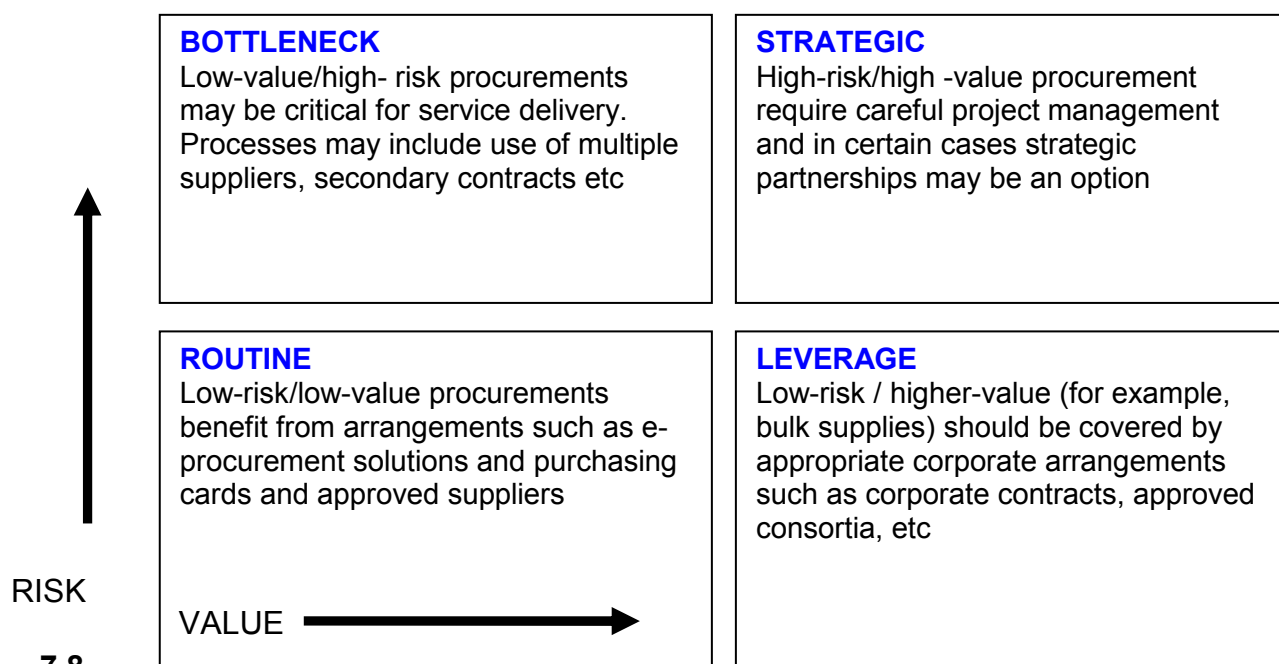 BOTTLENECK
Low-value/high- risk procurements
may be critical for service delivery.
Processes may include use of multiple
suppliers, secondary contracts etc
STRATEGIC
High-risk/high -value procurement
require careful project management
and in certain cases strategic
partnerships may be an option
ROUTINE
Low-risk/low-value procurements
benefit from arrangements such as e-
procurement solutions and purchasing
cards and approved suppliers
LEVERAGE
Low-risk / higher-value (for example,
bulk supplies) should be covered by
appropriate corporate arrangements
such as corporate contracts, approved
consortia, etc
RISK
VALUE
7.8